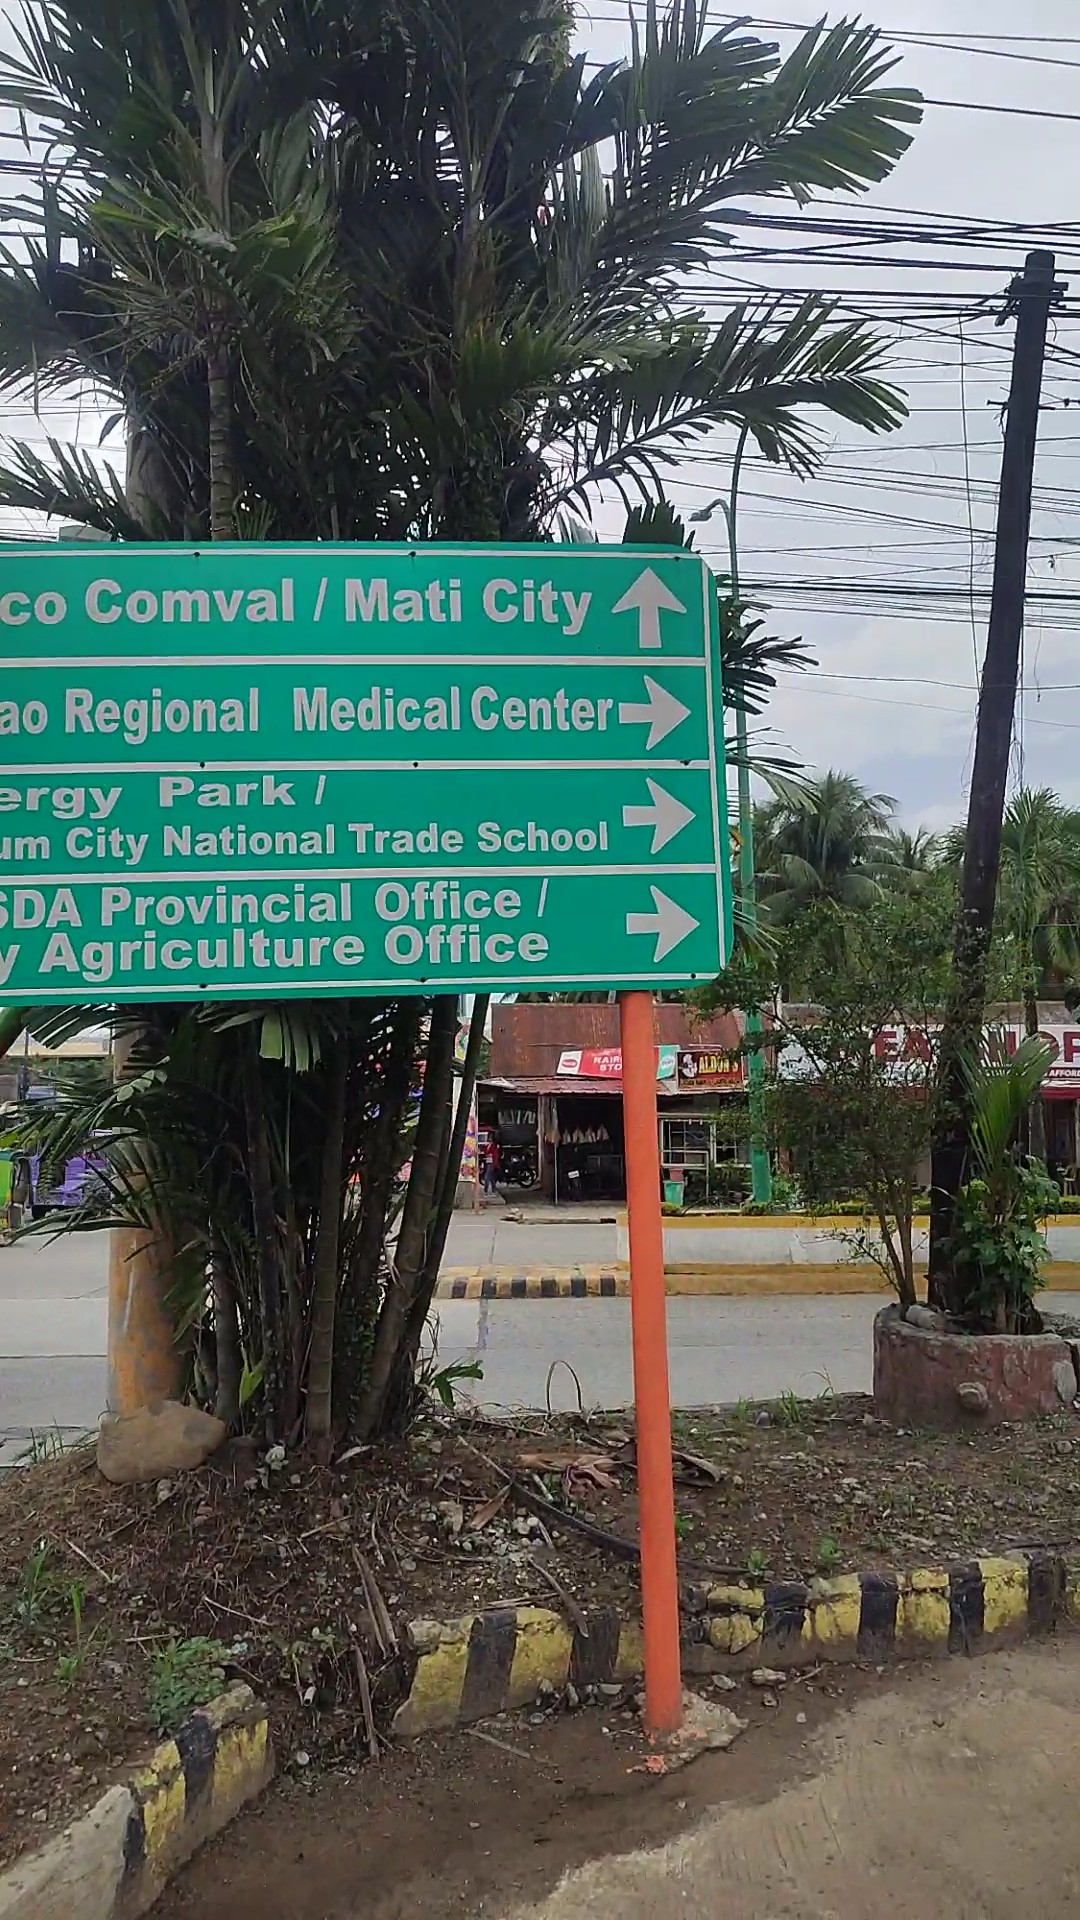 co Comval / Mati City
ao Regional Medical Center
ergy Park /
um City National Trade School
SDA Provincial Office /
y Agriculture Office
ALDON'S